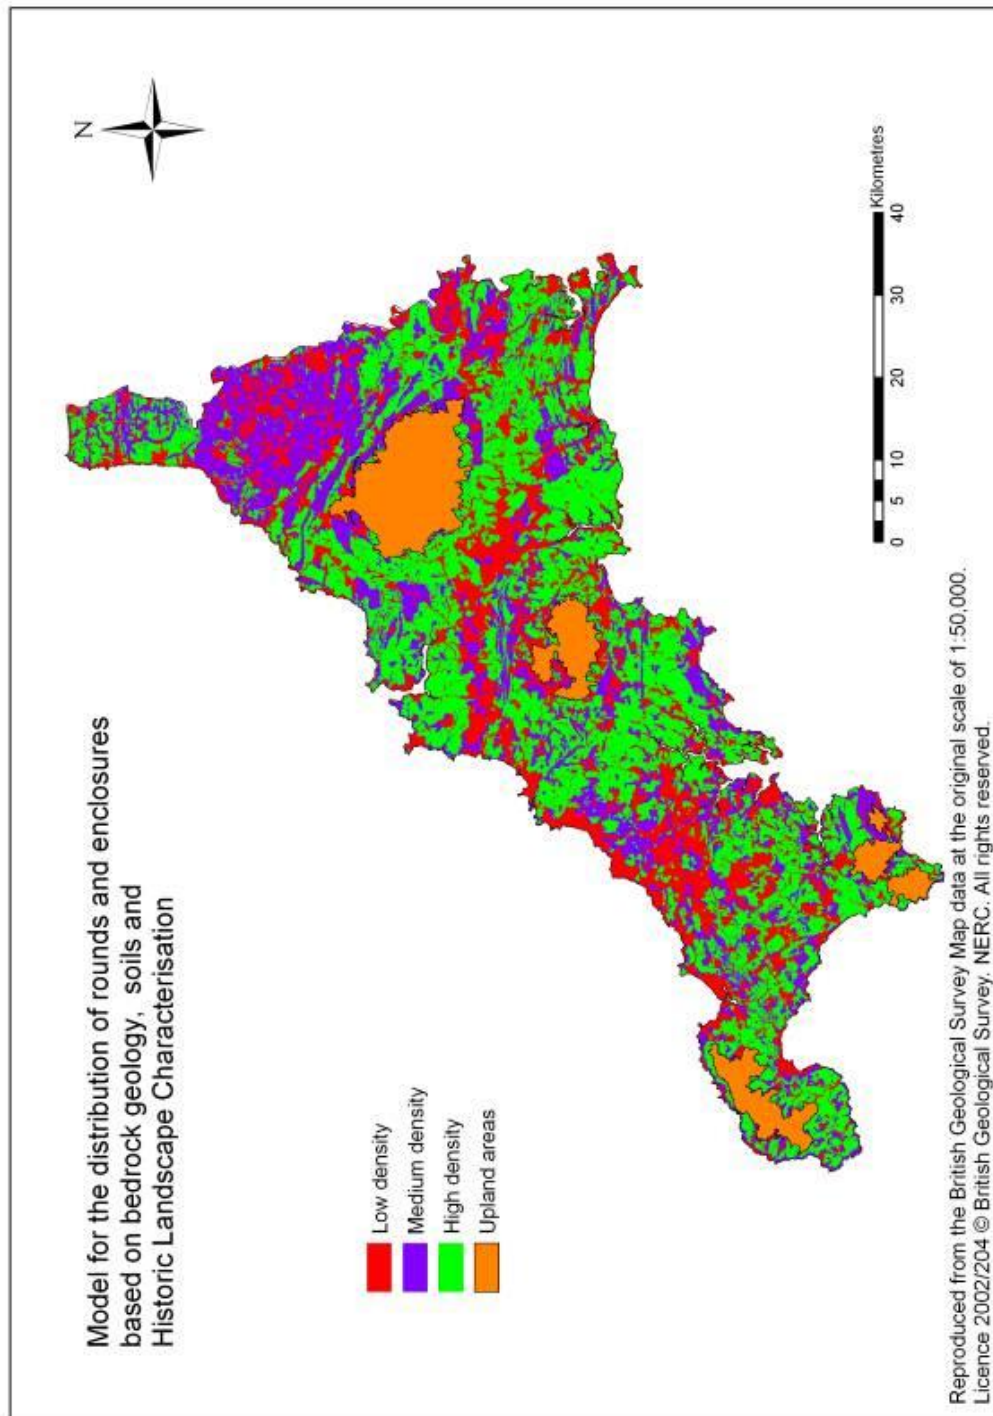 Model for the distribution of rounds and enclosures
based on bedrock geology, soils and
Historic Landscape Characterisation
N
Low density
Medium density
High density
Upland areas
0 5 10 20 30 40
Kilometres
Reproduced from the British Geological Survey Map data at the original scale of 1:50,000.
Licence 2002/204 © British Geological Survey. NERC. All rights reserved.